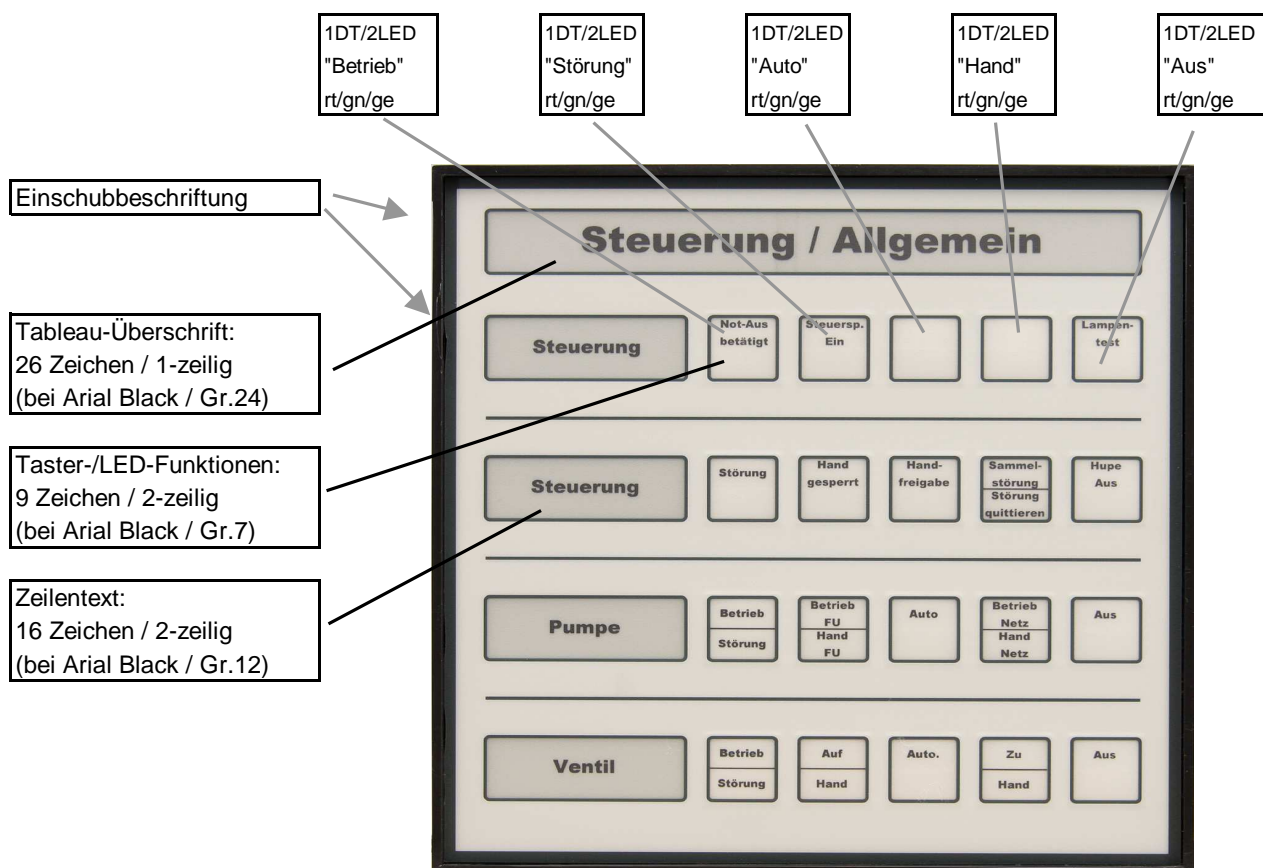 1DT/2LED
"Betrieb"
rt/gn/ge
1DT/2LED
"Störung"
rt/gn/ge
1DT/2LED
"Auto"
rt/gn/ge
1DT/2LED
"Hand"
rt/gn/ge
1DT/2LED
"Aus"
rt/gn/ge
Einschubbeschriftung
Tableau-Überschrift:
26 Zeichen / 1-zeilig
(bei Arial Black / Gr.24)
Taster-/LED-Funktionen:
9 Zeichen / 2-zeilig
(bei Arial Black / Gr.7)
Zeilentext:
16 Zeichen / 2-zeilig
(bei Arial Black / Gr.12)
Steuerung / Allgemein
Steuerung
Not-Aus
betätigt
Steuersp.
Ein
Lampen-
test
Steuerung
Störung
Hand
gesperrt
Hand-
freigabe
Sammel-
störung
Störung
quittieren
Hupe
Aus
Pumpe
Betrieb
Störung
Betrieb
FU
Hand
FU
Auto
Betrieb
Netz
Hand
Netz
Aus
Ventil
Betrieb
Störung
Auf
Hand
Auto.
Zu
Hand
Aus